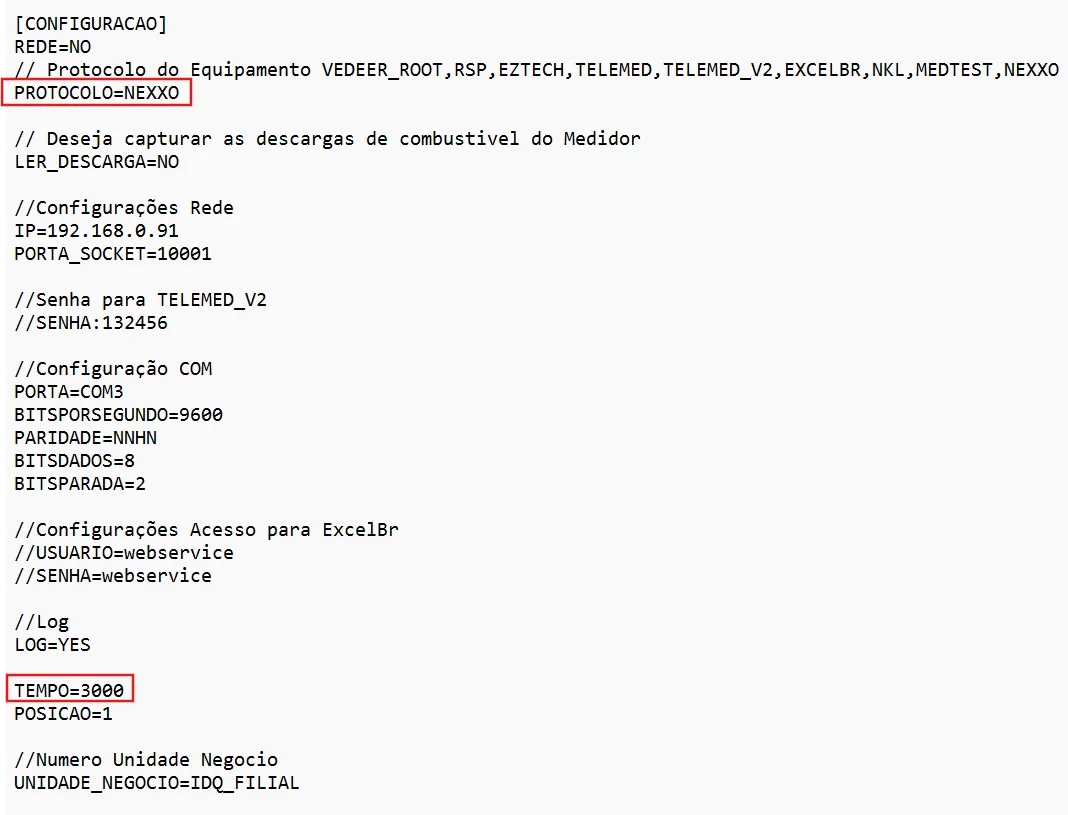 [CONFIGURACAO]
REDE=NO
// Protocolo do Equipamento VEDEER_ROOT,RSP,EZTECH,TELEMED,TELEMED_V2,EXCELBR,NKL,MEDTEST,NEXXO
PROTOCOLO=NEXXO
// Deseja capturar as descargas de combustivel do Medidor
LER_DESCARGA=NO
//Configurações Rede
IP=192.168.0.91
PORTA_SOCKET=10001
//Senha para TELEMED_V2
//SENHA:132456
//Configuração COM
PORTA=COM3
BITSPORSEGUNDO=9600
PARIDADE=NNHN
BITSDADOS=8
BITSPARADA=2
//Configurações Acesso para ExcelBr
//USUARIO=webservice
//SENHA=webservice
//Log
LOG=YES
TEMPO=3000
POSICAO=1
//Numero Unidade Negocio
UNIDADE_NEGOCIO=IDQ_FILIAL